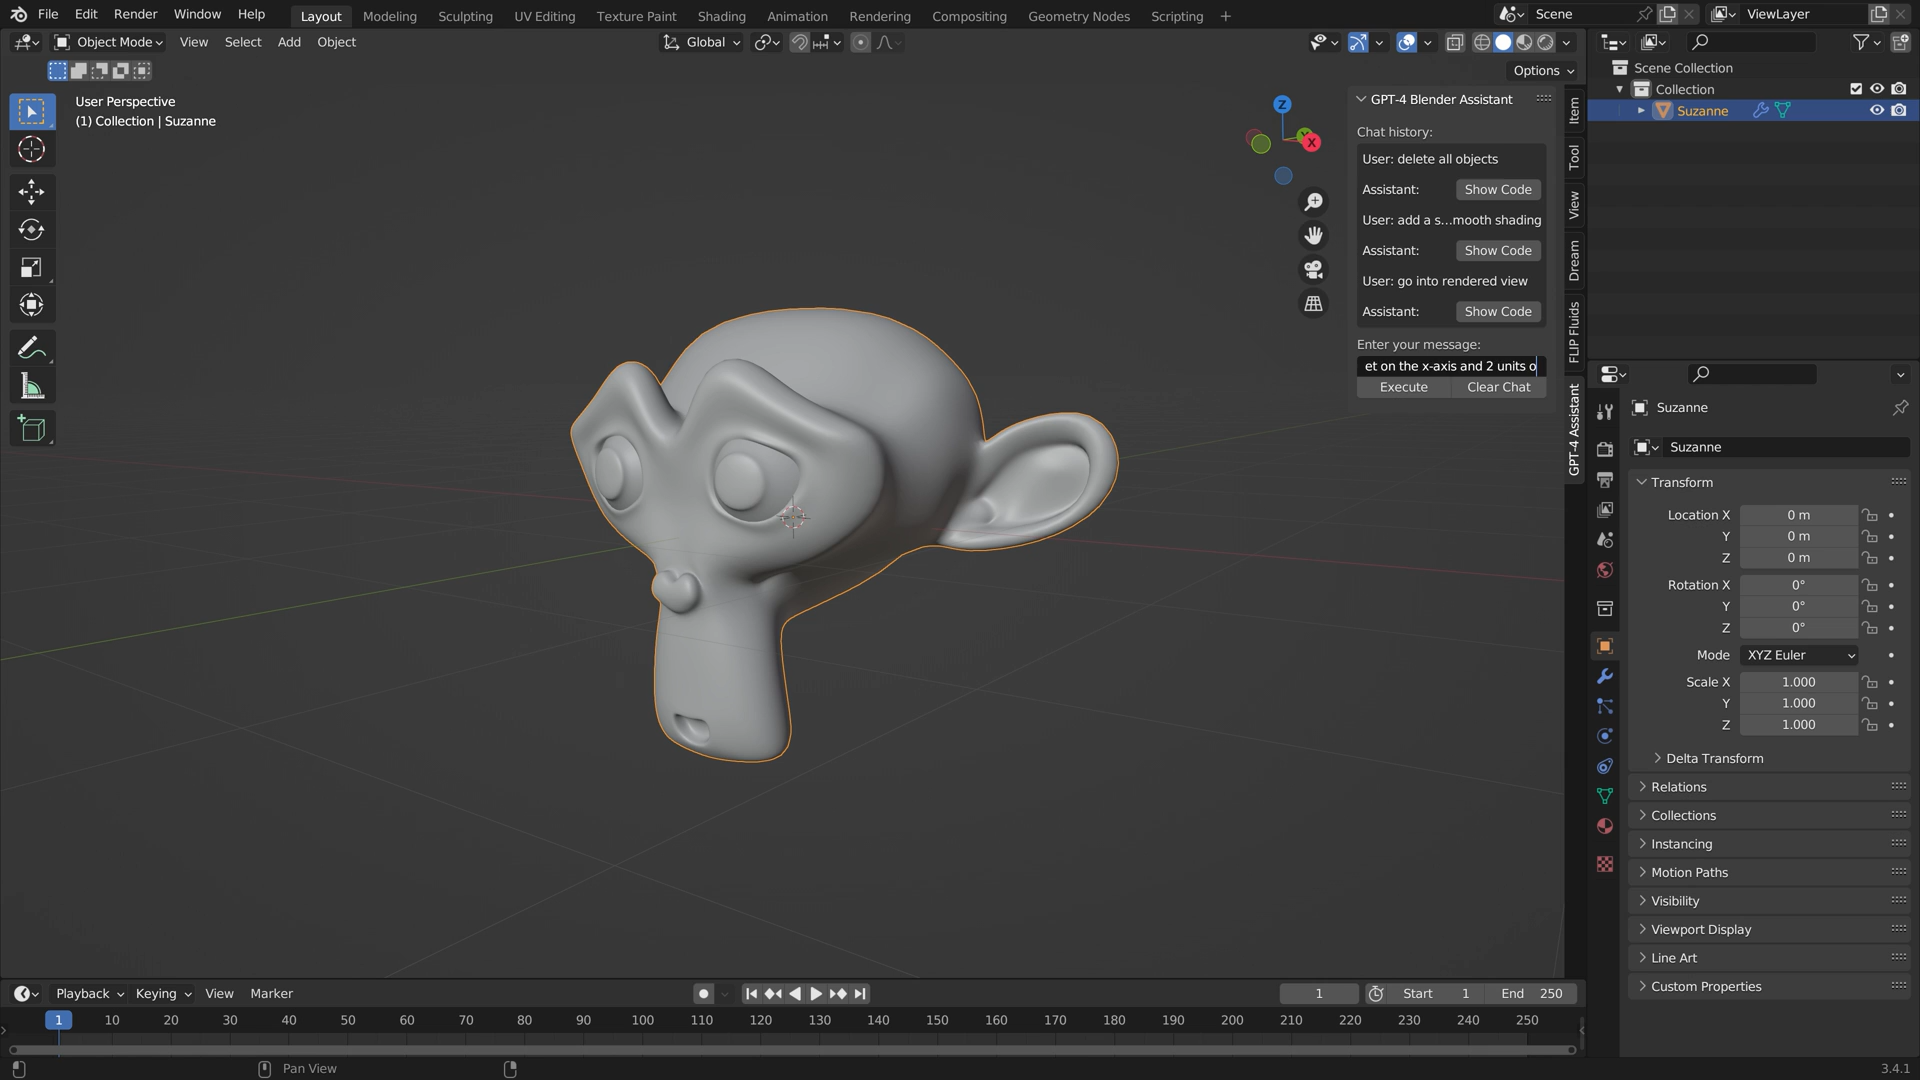 File Edit Render Window Help Layout Modeling Sculpting UV Editing Texture Paint Shading Animation Rendering Compositing Geometry Nodes Scripting + Scene ViewLayer
Object Mode View Select Add Object Global
Options
User Perspective
(1) Collection | Suzanne
Z
Y
X
GPT-4 Blender Assistant
Chat history:
User: delete all objects
Assistant: Show Code
User: add a s...mooth shading
Assistant: Show Code
User: go into rendered view
Assistant: Show Code
Enter your message:
et on the x-axis and 2 units o
Execute Clear Chat
Item
Tool
View
Dream
FLIP Fluids
GPT-4 Assistant
Scene Collection
Collection
Suzanne
Suzanne
Suzanne
Transform
Location X 0 m
Y 0 m
Z 0 m
Rotation X 0°
Y 0°
Z 0°
Mode XYZ Euler
Scale X 1.000
Y 1.000
Z 1.000
Delta Transform
Relations
Collections
Instancing
Motion Paths
Visibility
Viewport Display
Line Art
Custom Properties
Playback Keying View Marker 1 Start 1 End 250
1 10 20 30 40 50 60 70 80 90 100 110 120 130 140 150 160 170 180 190 200 210 220 230 240 250
Pan View 3.4.1